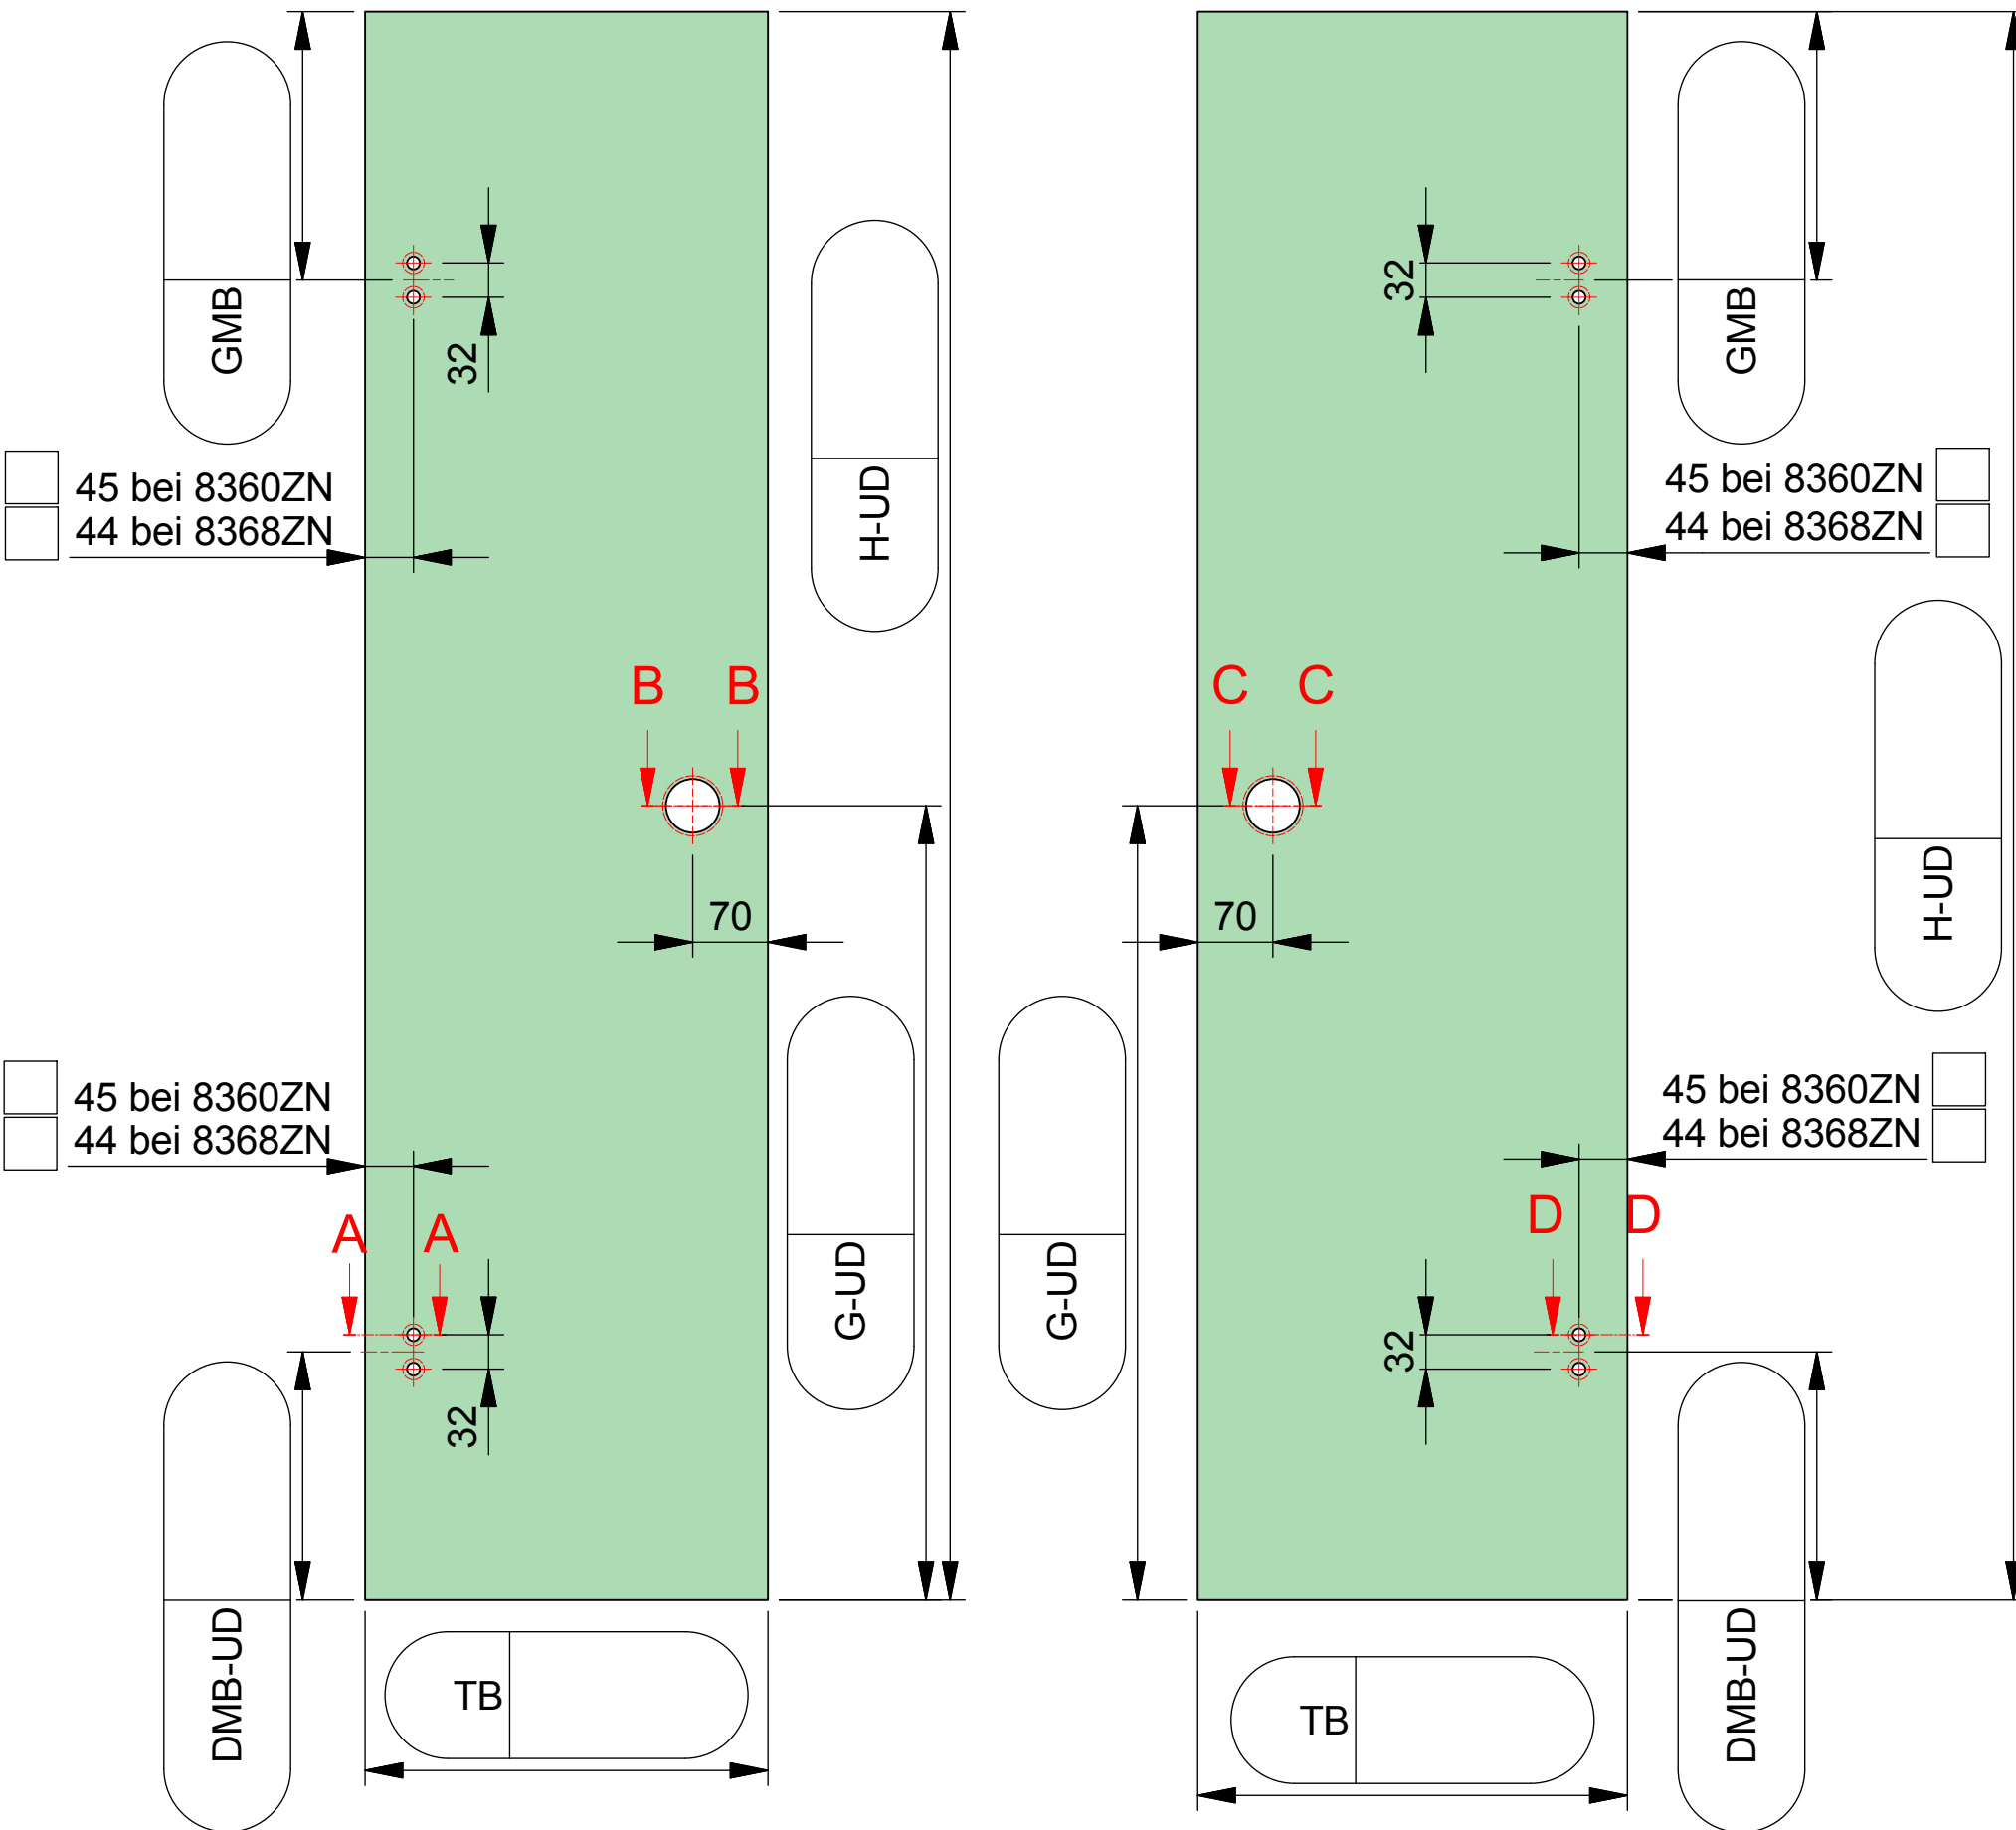 GMB
GMB
32
32
45 bei 8360ZN
44 bei 8368ZN
45 bei 8360ZN
44 bei 8368ZN
H-UD
H-UD
B B
C C
70
70
45 bei 8360ZN
44 bei 8368ZN
45 bei 8360ZN
44 bei 8368ZN
A A
D D
G-UD
G-UD
32
32
DMB-UD
DMB-UD
TB
TB